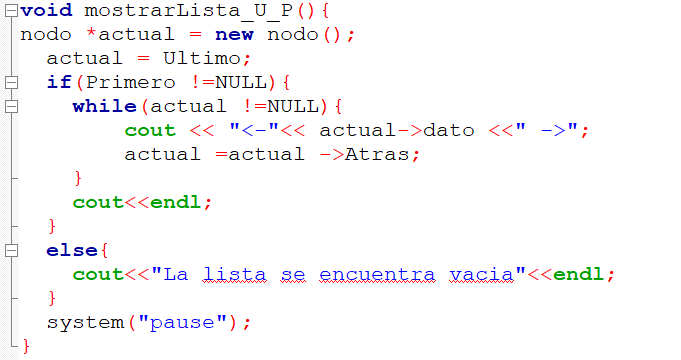 void mostrarLista_U_P(){
nodo *actual = new nodo();
actual = Ultimo;
if(Primero !=NULL){
while(actual !=NULL){
cout << "<-"<< actual->dato <<" ->";
actual =actual ->Atras;
}
cout<<endl;
}
else{
cout<<"La lista se encuentra vacia"<<endl;
}
system("pause");
}